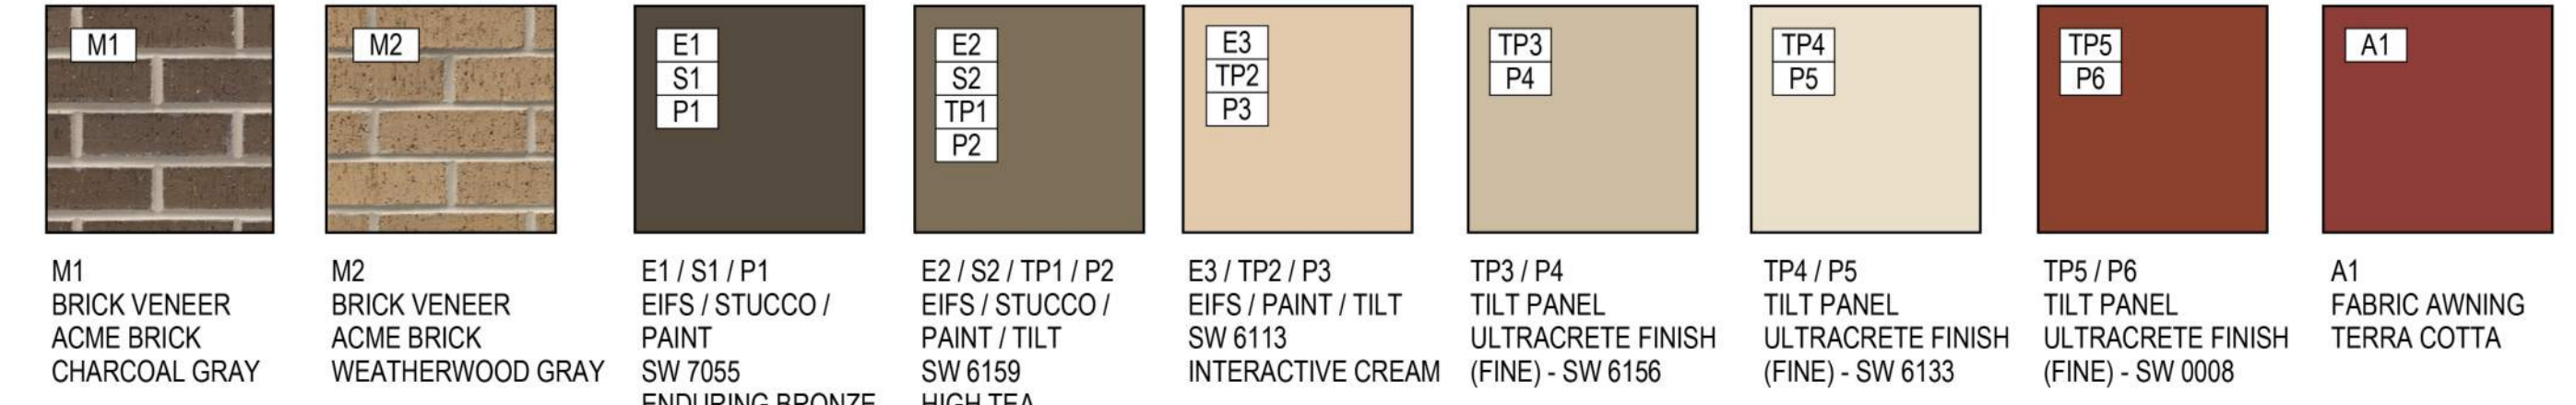 M1
M2
E1
S1
P1
E2
S2
TP1
P2
E3
TP2
P3
TP3
P4
TP4
P5
TP5
P6
A1
M1
BRICK VENEER
ACME BRICK
CHARCOAL GRAY
M2
BRICK VENEER
ACME BRICK
WEATHERWOOD GRAY
E1 / S1 / P1
EIFS / STUCCO /
PAINT
SW 7055
ENDURING BRONZE
E2 / S2 / TP1 / P2
EIFS / STUCCO /
PAINT / TILT
SW 6159
HIGH TEA
E3 / TP2 / P3
EIFS / PAINT / TILT
SW 6113
INTERACTIVE CREAM
TP3 / P4
TILT PANEL
ULTRACRETE FINISH
(FINE) - SW 6156
TP4 / P5
TILT PANEL
ULTRACRETE FINISH
(FINE) - SW 6133
TP5 / P6
TILT PANEL
ULTRACRETE FINISH
(FINE) - SW 0008
A1
FABRIC AWNING
TERRA COTTA